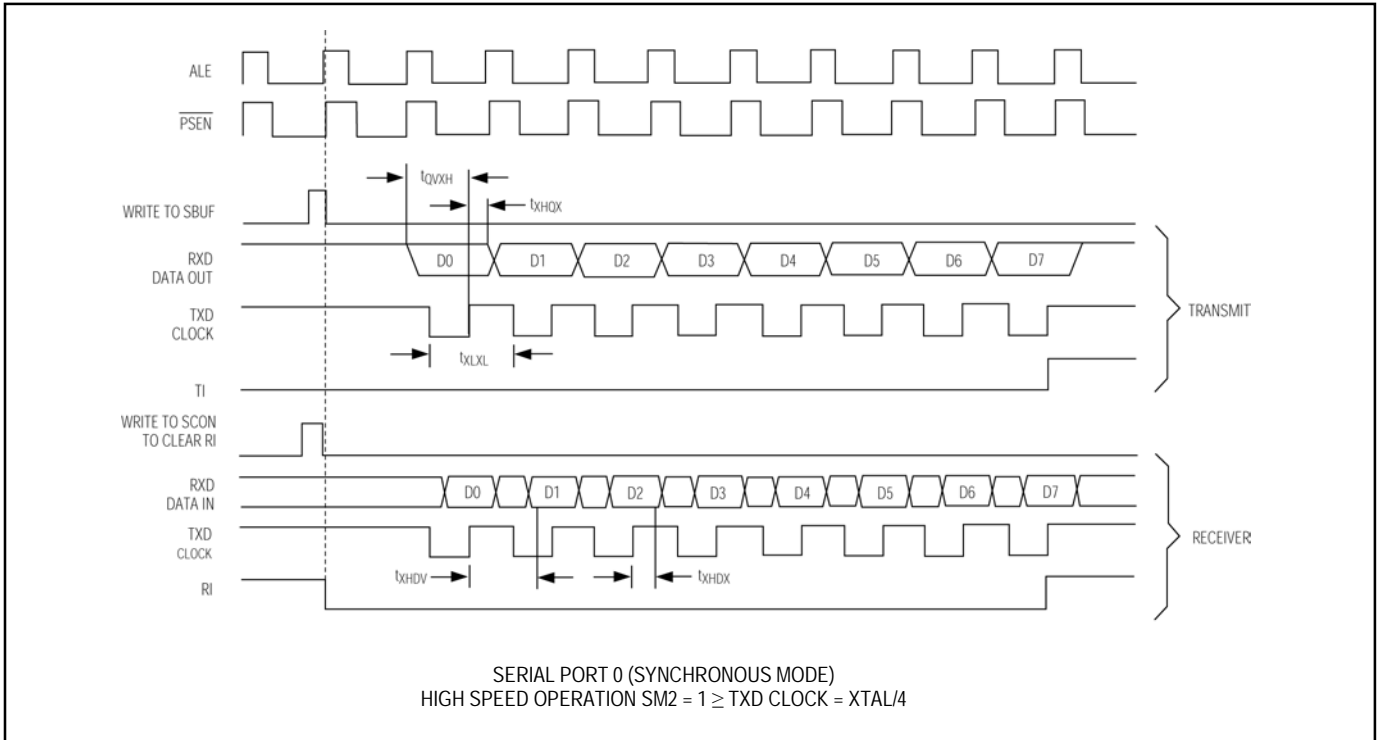 ALE
PSEN
tQVXH
tXHQX
WRITE TO SBUF
RXD
DATA OUT
D0 D1 D2 D3 D4 D5 D6 D7
TXD
CLOCK
TRANSMIT
tXLXL
TI
WRITE TO SCON
TO CLEAR RI
RXD
DATA IN
D0 D1 D2 D3 D4 D5 D6 D7
TXD
CLOCK
RECEIVER
tXHDV
tXHDX
RI
SERIAL PORT 0 (SYNCHRONOUS MODE)
HIGH SPEED OPERATION SM2 = 1 ≥ TXD CLOCK = XTAL/4